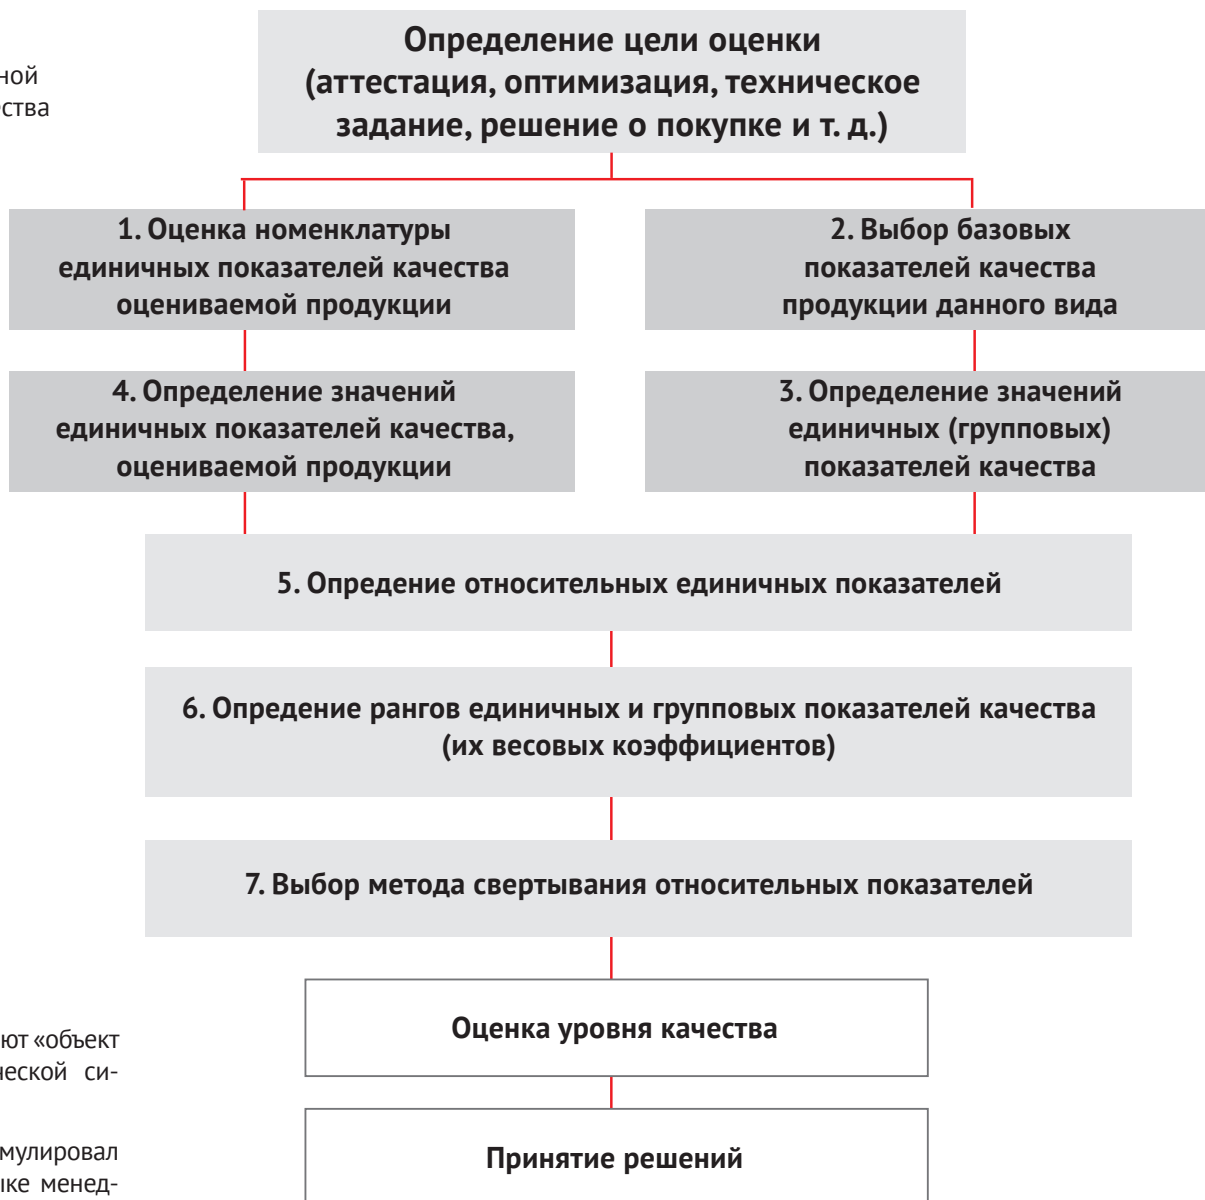 ной
ства
Определение цели оценки
(аттестация, оптимизация, техническое
задание, решение о покупке и т. д.)
1. Оценка номенклатуры
единичных показателей качества
оцениваемой продукции
2. Выбор базовых
показателей качества
продукции данного вида
4. Определение значений
единичных показателей качества,
оцениваемой продукции
3. Определение значений
единичных (групповых)
показателей качества
5. Опредение относительных единичных показателей
6. Опредение рангов единичных и групповых показателей качества
(их весовых коэффициентов)
7. Выбор метода свертывания относительных показателей
Оценка уровня качества
Принятие решений
ют «объект
ческой си-
мулировал
ке менед-